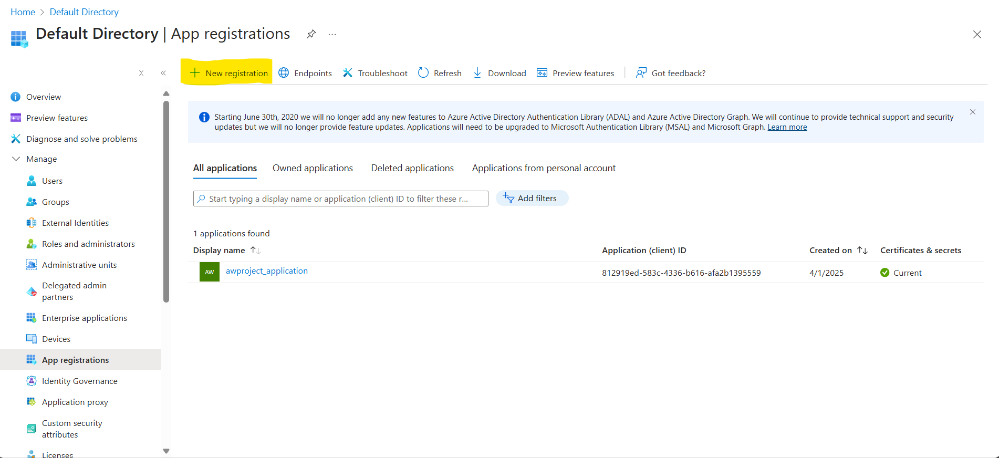 Home > Default Directory
Default Directory | App registrations
New registration
Endpoints
Troubleshoot
Refresh
Download
Preview features
Got feedback?
Overview
Preview features
Diagnose and solve problems
Manage
Users
Groups
External Identities
Roles and administrators
Administrative units
Delegated admin
partners
Enterprise applications
Devices
App registrations
Identity Governance
Application proxy
Custom security
attributes
Licenses
Starting June 30th, 2020 we will no longer add any new features to Azure Active Directory Authentication Library (ADAL) and Azure Active Directory Graph. We will continue to provide technical support and security
updates but we will no longer provide feature updates. Applications will need to be upgraded to Microsoft Authentication Library (MSAL) and Microsoft Graph. Learn more
All applications
Owned applications
Deleted applications
Applications from personal account
Start typing a display name or application (client) ID to filter these r...
Add filters
1 applications found
Display name
Application (client) ID
Created on
Certificates & secrets
AW
awproject_application
812919ed-583c-4336-b616-afa2b1395559
4/1/2025
Current